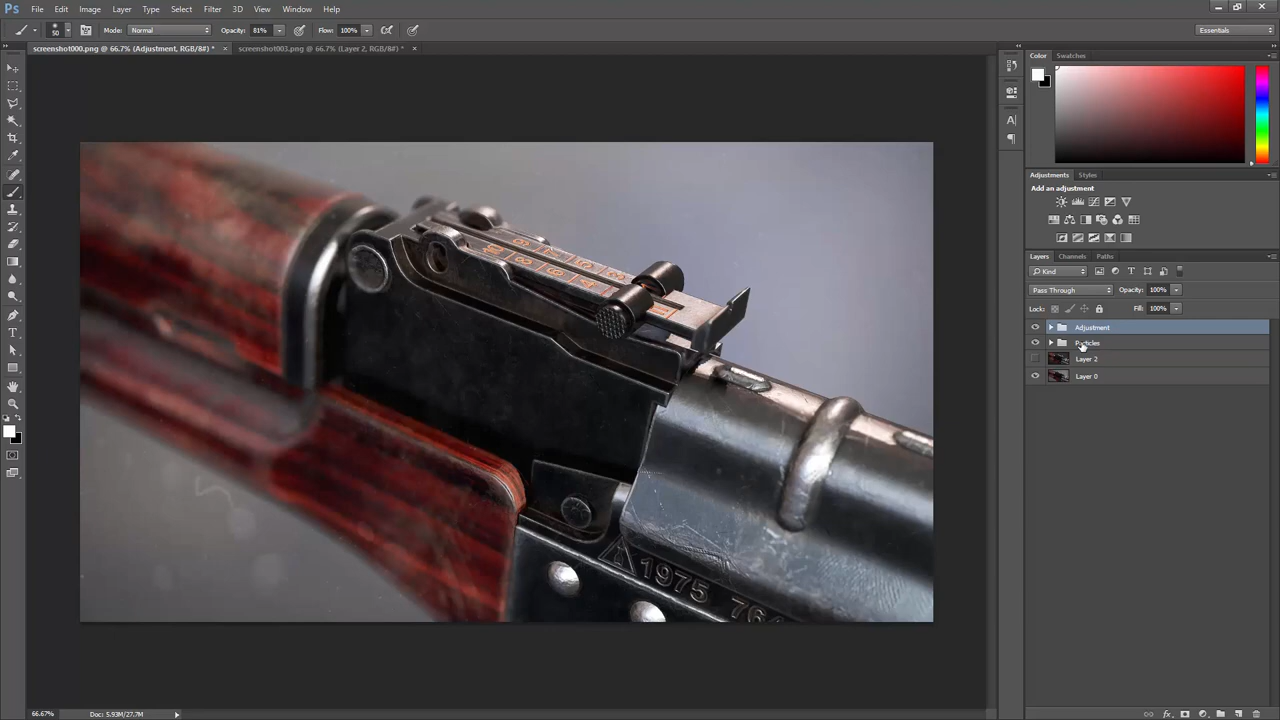 Ps File Edit Image Layer Type Select Filter 3D View Window Help
50 Mode: Normal Opacity: 81% Flow: 100% Essentials
screenshot000.png @ 66.7% (Adjustment, RGB/8#) * × screenshot003.png @ 66.7% (Layer 2, RGB/8#) * ×
Color Swatches
Adjustments Styles
Add an adjustment
Layers Channels Paths
Kind
Pass Through Opacity: 100%
Lock: Fill: 100%
Adjustment
Particles
Layer 2
Layer 0
1975 764
66.67% Doc: 5.93M/27.7M